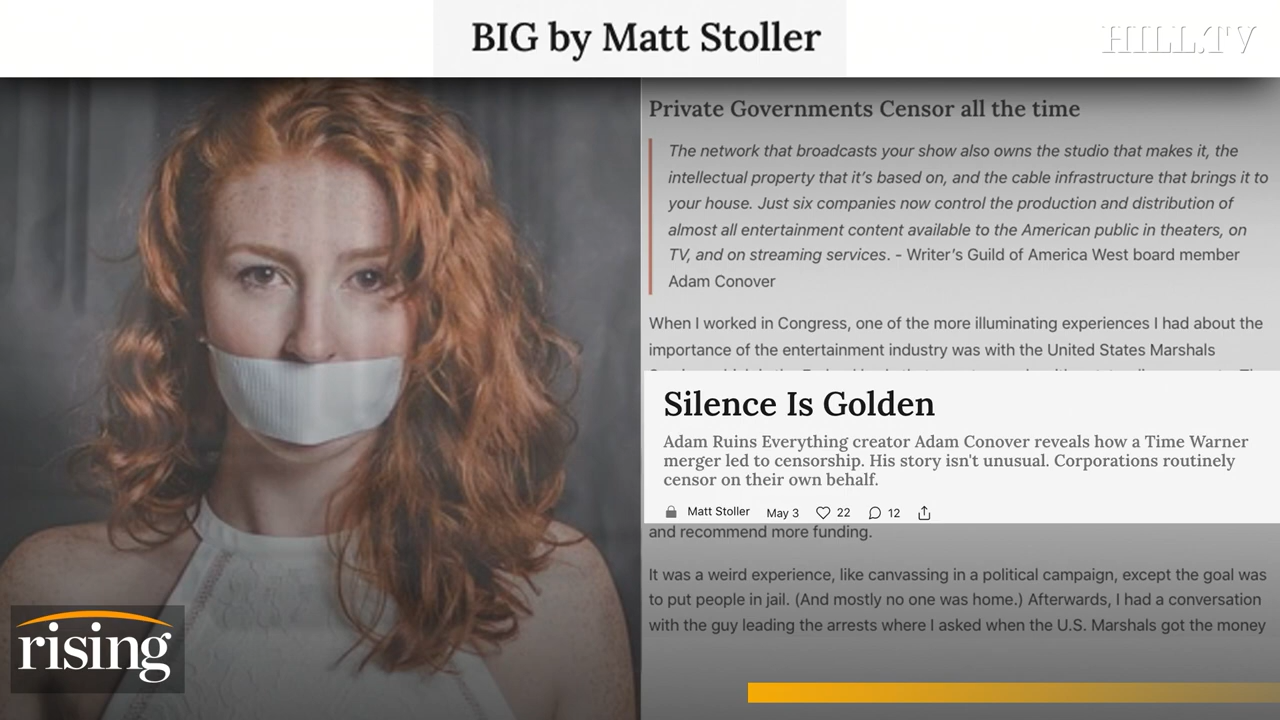 BIG by Matt Stoller
HILL.TV
Private Governments Censor all the time
The network that broadcasts your show also owns the studio that makes it, the
intellectual property that it's based on, and the cable infrastructure that brings it to
your house. Just six companies now control the production and distribution of
almost all entertainment content available to the American public in theaters, on
TV, and on streaming services. - Writer's Guild of America West board member
Adam Conover
When I worked in Congress, one of the more illuminating experiences I had about the
importance of the entertainment industry was with the United States Marshals
Silence Is Golden
Adam Ruins Everything creator Adam Conover reveals how a Time Warner
merger led to censorship. His story isn't unusual. Corporations routinely
censor on their own behalf.
Matt Stoller May 3 22 12
and recommend more funding.
It was a weird experience, like canvassing in a political campaign, except the goal was
to put people in jail. (And mostly no one was home.) Afterwards, I had a conversation
with the guy leading the arrests where I asked when the U.S. Marshals got the money
rising